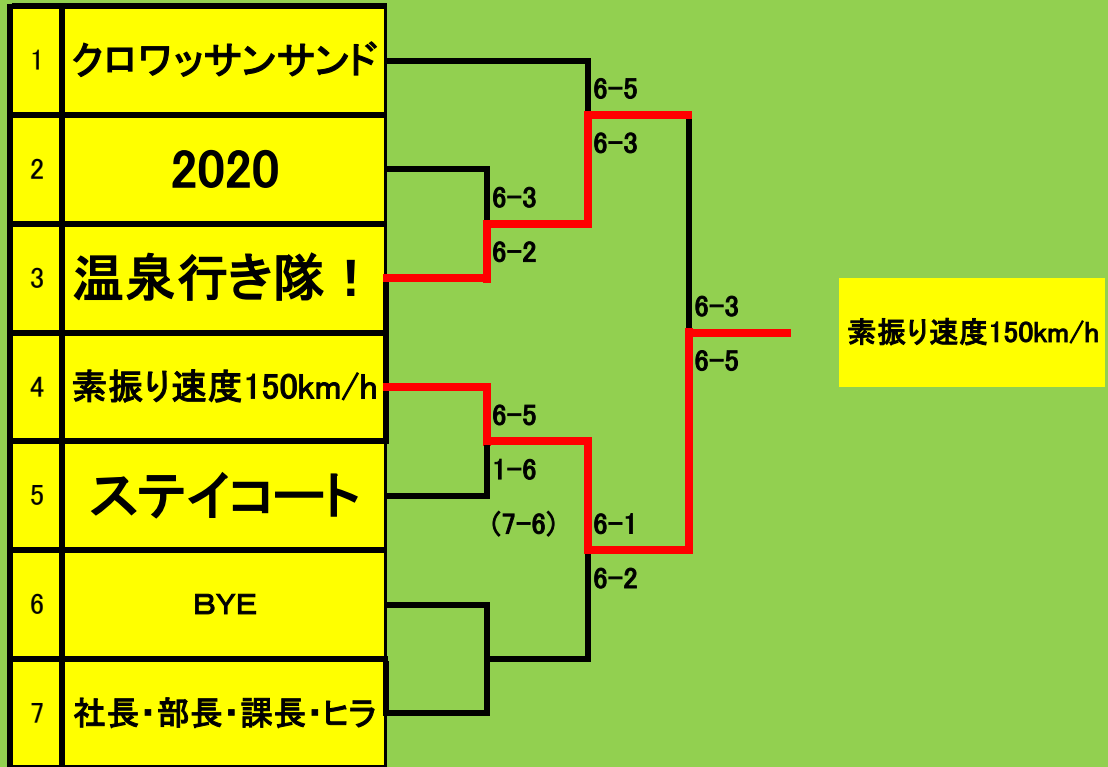 1 クロワッサンサンド
6-5
6-3
2 2020
6-3
6-2
3 温泉行き隊！
6-3
6-5
素振り速度150km/h
4 素振り速度150km/h
6-5
1-6
(7-6)
5 ステイコート
6-1
6-2
6 BYE
7 社長・部長・課長・ヒラ